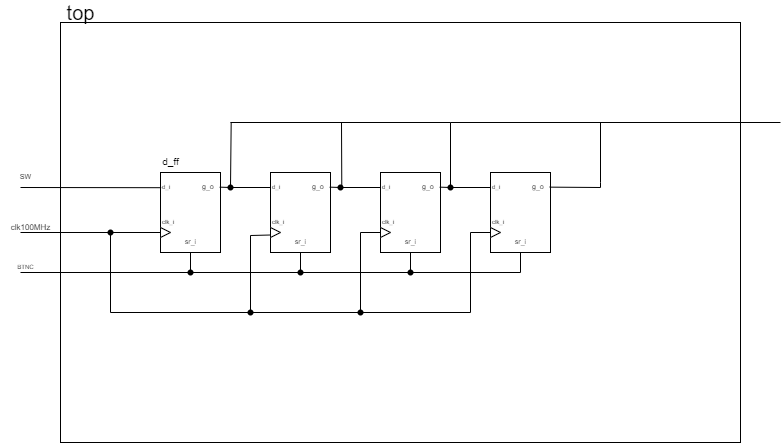 top
d_ff
SW
d_i
g_o
d_i
g_o
d_i
g_o
d_i
g_o
clk100MHz
clk_i
clk_i
clk_i
clk_i
sr_i
sr_i
sr_i
sr_i
BTNC